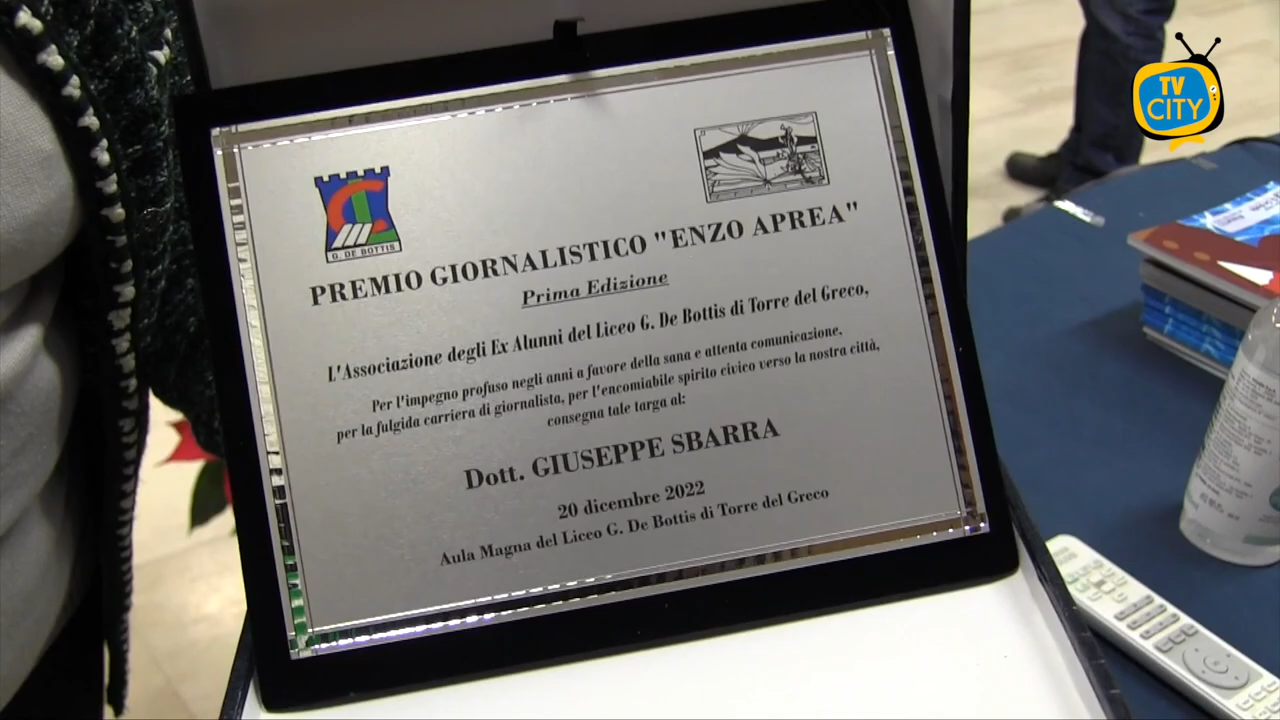 TV
CITY
G. DE BOTTIS
PREMIO GIORNALISTICO "ENZO APREA"
Prima Edizione
L'Associazione degli Ex Alunni del Liceo G. De Bottis di Torre del Greco,
Per l'impegno profuso negli anni a favore della sana e attenta comunicazione,
per la fulgida carriera di giornalista, per l'encomiabile spirito civico verso la nostra città,
consegna tale targa al:
Dott. GIUSEPPE SBARRA
20 dicembre 2022
Aula Magna del Liceo G. De Bottis di Torre del Greco